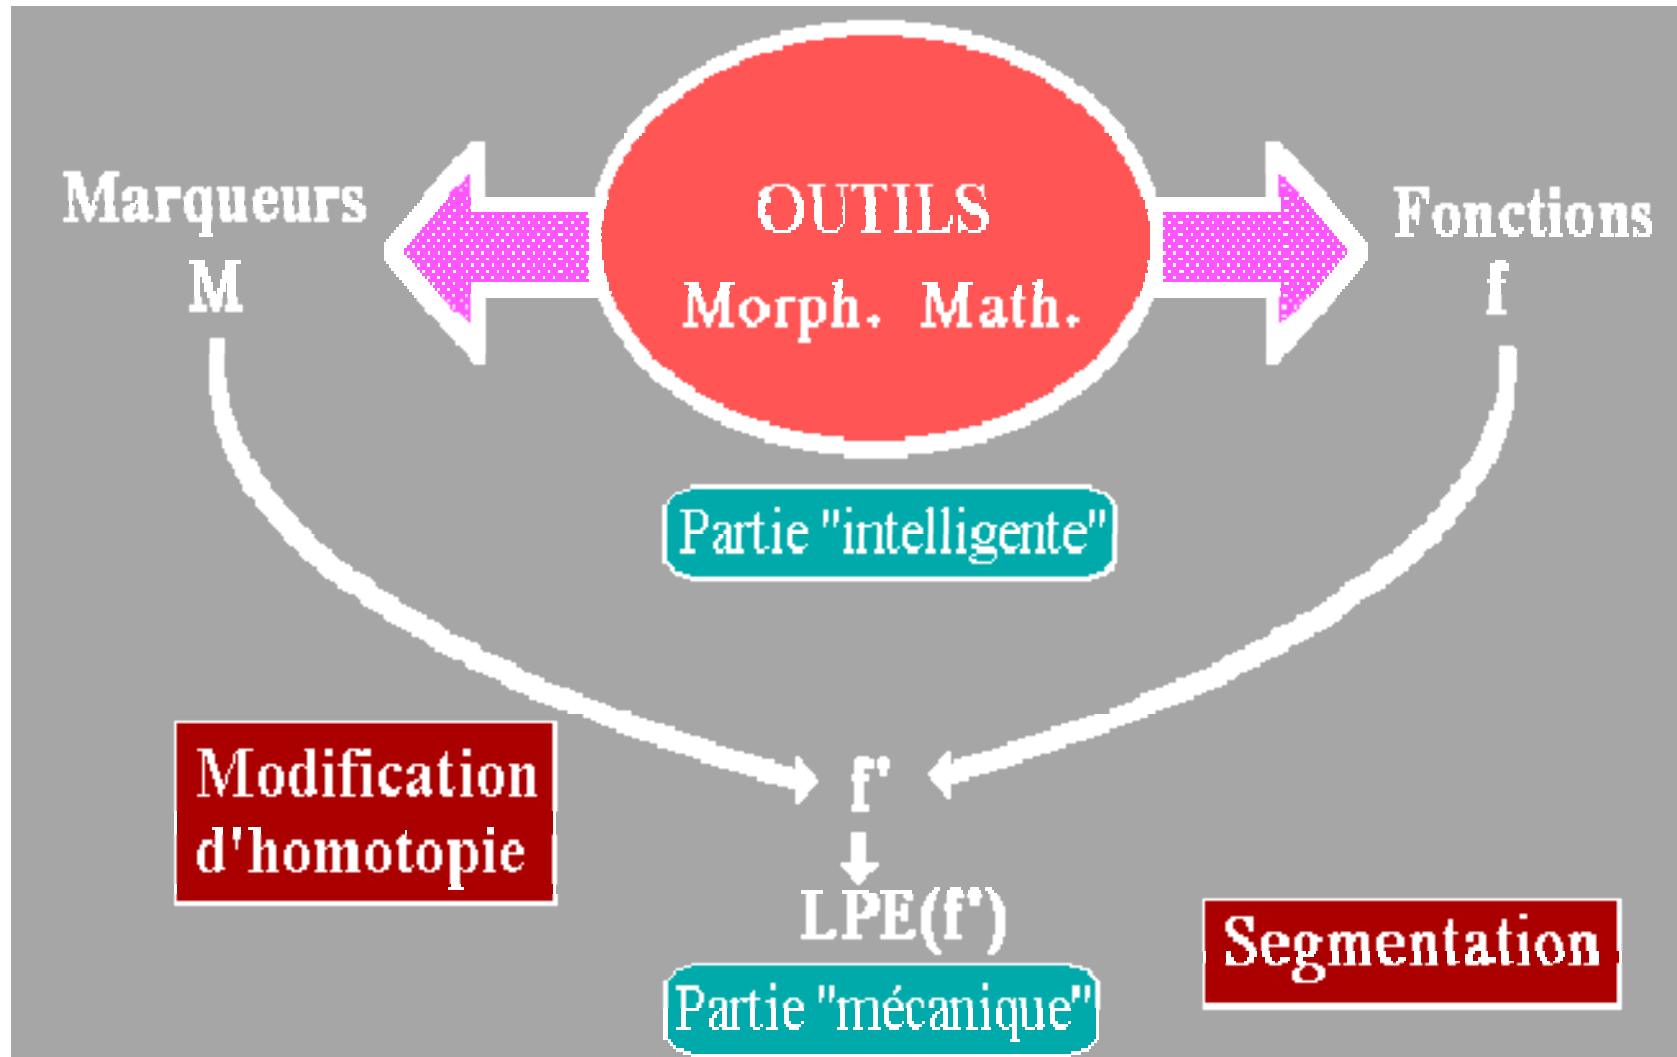 OUTILS
Morph. Math.
Marqueurs
M
Fonctions
f
Partie "intelligente"
Modification
d'homotopie
f'
LPE(f')
Segmentation
Partie "mécanique"